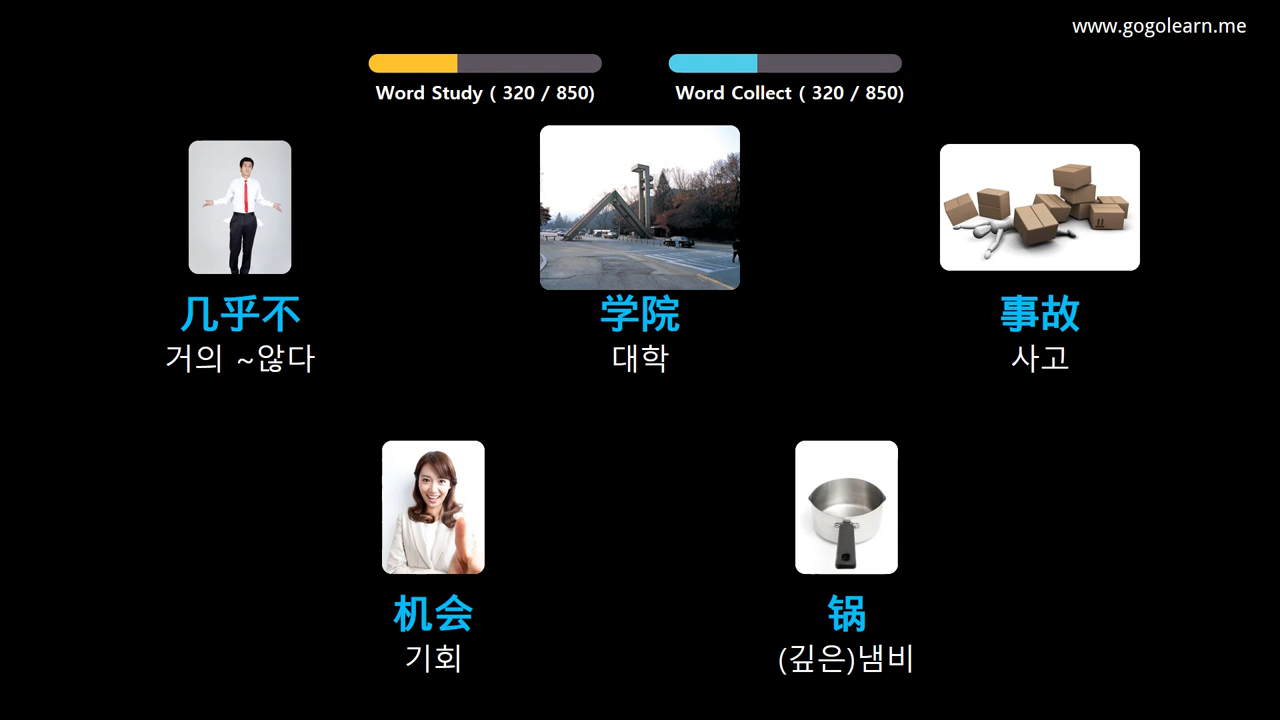 www.gogolearn.me
Word Study ( 320 / 850)
Word Collect ( 320 / 850)
几乎不
거의 ~않다
学院
대학
事故
사고
机会
기회
锅
(깊은)냄비